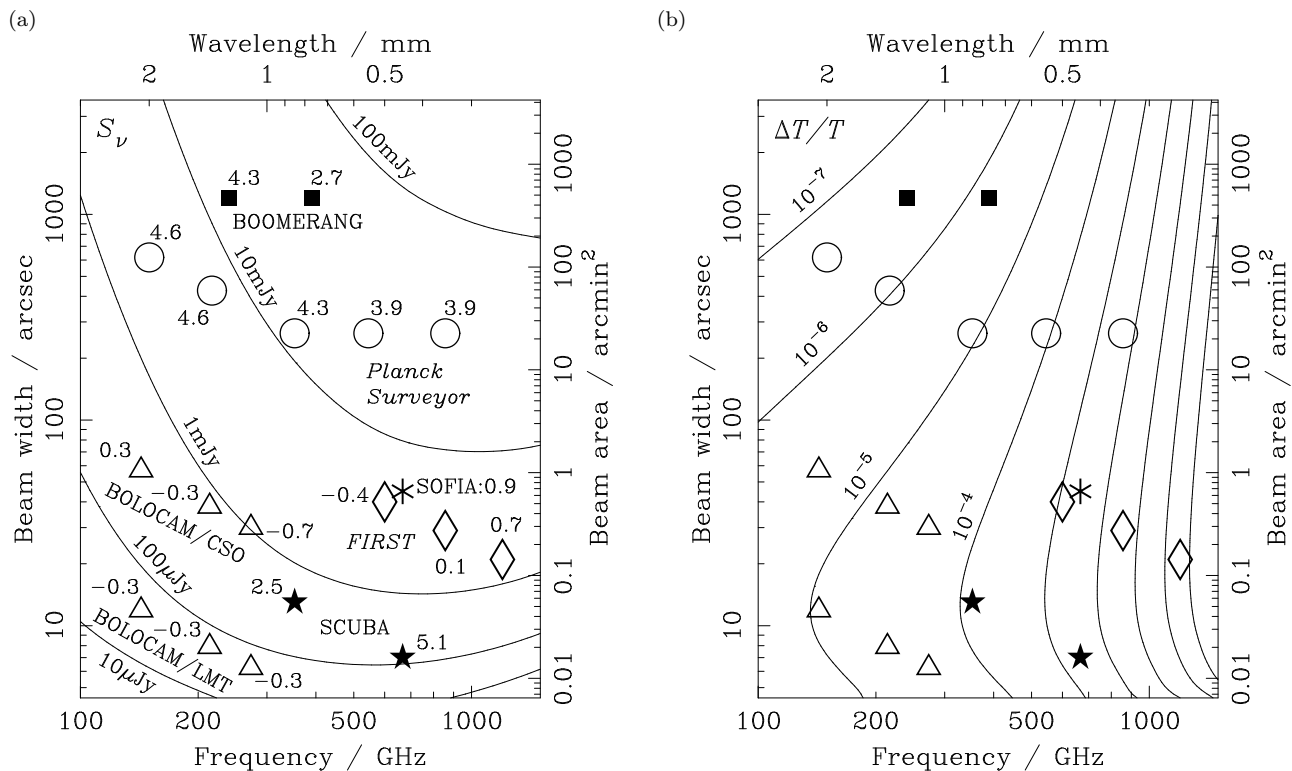 (a)
Wavelength / mm
2 1 0.5
S_ν
100mJy
4.3 2.7
BOOMERANG
4.6
10mJy
4.6
4.3 3.9 3.9
Planck
Surveyor
1mJy
0.3
−0.3
BOLOCAM/CSO
−0.7
−0.4
SOFIA:0.9
FIRST
0.7
0.1
100μJy
2.5
SCUBA
5.1
−0.3
−0.3
BOLOCAM/LMT
−0.3
10μJy
Beam width / arcsec
1000
100
10
Beam area / arcmin²
1000
100
10
1
0.1
0.01
100 200 500 1000
Frequency / GHz
(b)
Wavelength / mm
2 1 0.5
ΔT/T
10⁻⁷
10⁻⁶
10⁻⁵
10⁻⁴
Beam width / arcsec
1000
100
10
Beam area / arcmin²
1000
100
10
1
0.1
0.01
100 200 500 1000
Frequency / GHz